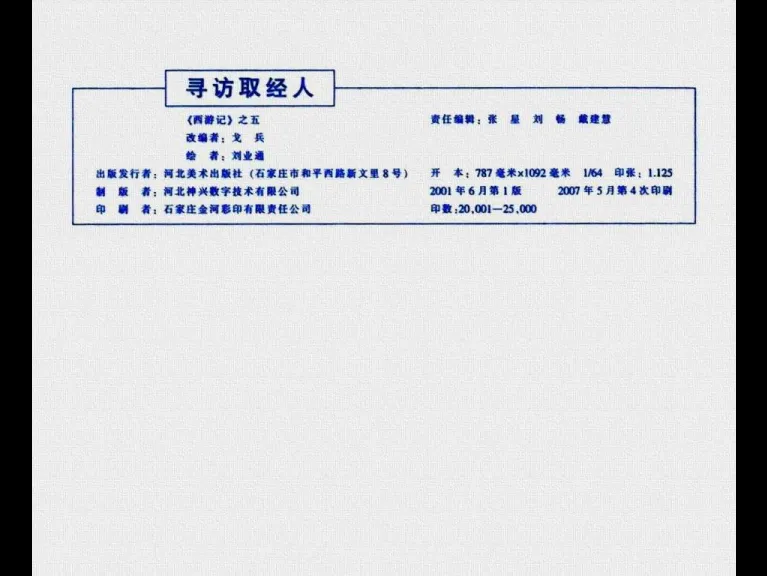 寻访取经人
《西游记》之五 责任编辑：张 星 刘 畅 戴建慧
改编者：戈 兵
绘 者：刘业通
出版发行者：河北美术出版社（石家庄市和平西路新文里8号） 开 本：787毫米×1092毫米 1/64 印张：1.125
制 版 者：河北神兴数字技术有限公司 2001年6月第1版 2007年5月第4次印刷
印 刷 者：石家庄金河彩印有限责任公司 印数:20,001—25,000